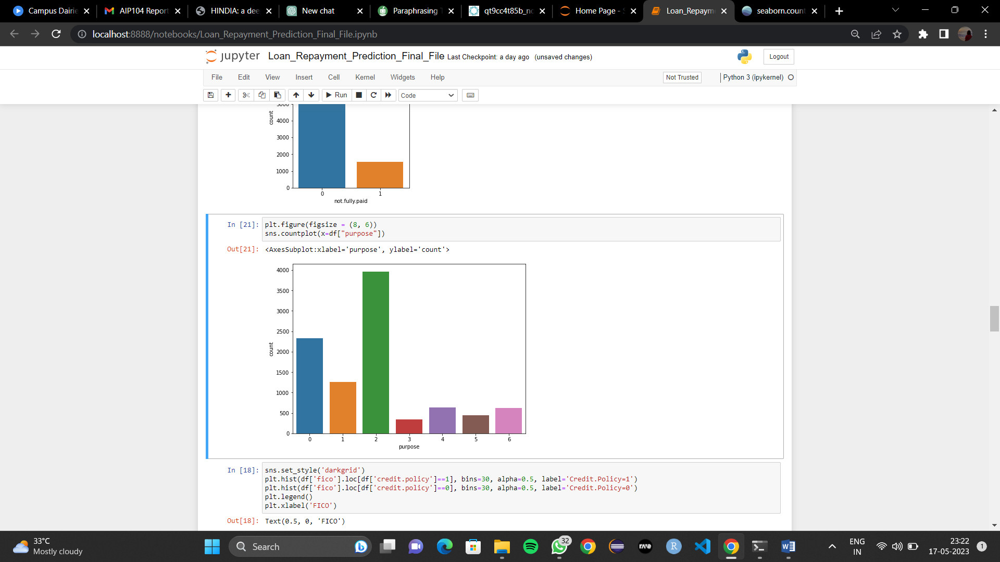 Campus Dairie
AIP104 Report
HINDIA: a dee
New chat
Paraphrasing T
qt9cc4t85b_no
Home Page - S
Loan_Repaym
seaborn.count
localhost:8888/notebooks/Loan_Repayment_Prediction_Final_File.ipynb
jupyter Loan_Repayment_Prediction_Final_File Last Checkpoint: a day ago (unsaved changes)
Logout
File Edit View Insert Cell Kernel Widgets Help
Not Trusted
Python 3 (ipykernel)
Run
Code
5000
4000
3000
2000
1000
0
count
0 1
not.fully.paid
In [21]: plt.figure(figsize = (8, 6))
sns.countplot(x=df["purpose"])
Out[21]: <AxesSubplot:xlabel='purpose', ylabel='count'>
4000
3500
3000
2500
2000
1500
1000
500
0
count
0 1 2 3 4 5 6
purpose
In [18]: sns.set_style('darkgrid')
plt.hist(df['fico'].loc[df['credit.policy']==1], bins=30, alpha=0.5, label='Credit.Policy=1')
plt.hist(df['fico'].loc[df['credit.policy']==0], bins=30, alpha=0.5, label='Credit.Policy=0')
plt.legend()
plt.xlabel('FICO')
Out[18]: Text(0.5, 0, 'FICO')
33°C
Mostly cloudy
Search
32
rave
R
ENG
IN
23:22
17-05-2023
1